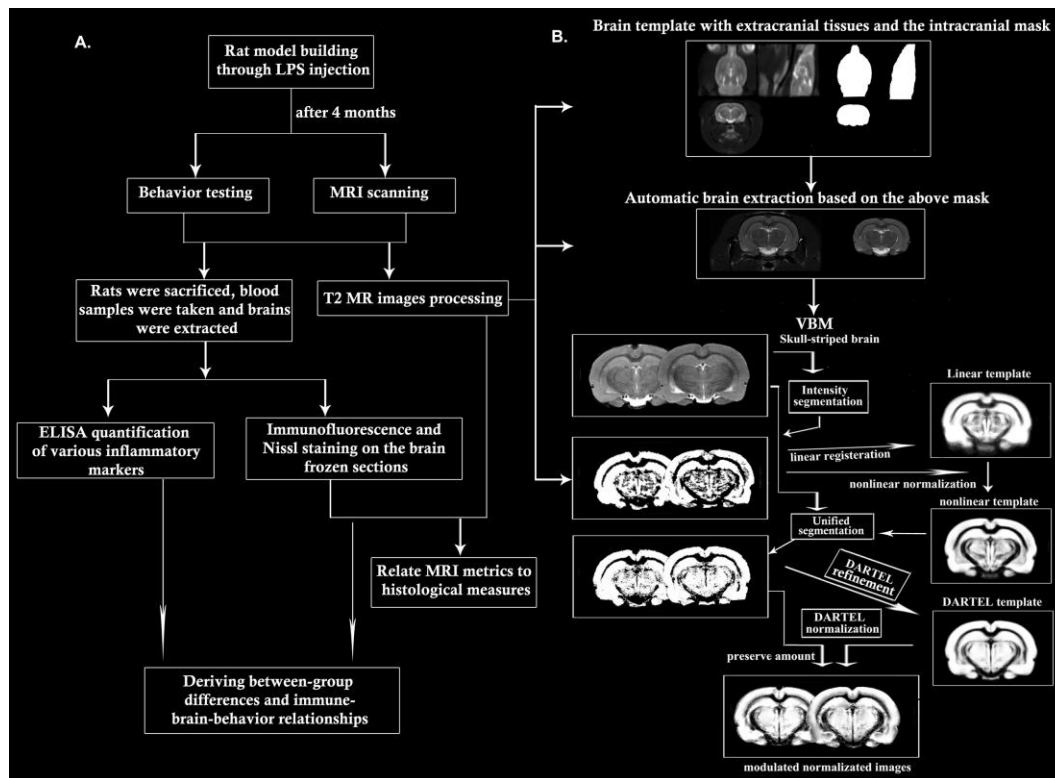 A.
Rat model building
through LPS injection
after 4 months
Behavior testing
MRI scanning
Rats were sacrificed, blood
samples were taken and brains
were extracted
T2 MR images processing
ELISA quantification
of various inflammatory
markers
Immunofluorescence and
Nissl staining on the brain
frozen sections
Relate MRI metrics to
histological measures
Deriving between-group
differences and immune-
brain-behavior relationships
B.
Brain template with extracranial tissues and the intracranial mask
Automatic brain extraction based on the above mask
VBM
Skull-striped brain
Intensity
segmentation
Linear template
linear registeration
nonlinear normalization
nonlinear template
Unified
segmentation
DARTEL
refinement
DARTEL template
DARTEL
normalization
preserve amount
modulated normalizated images